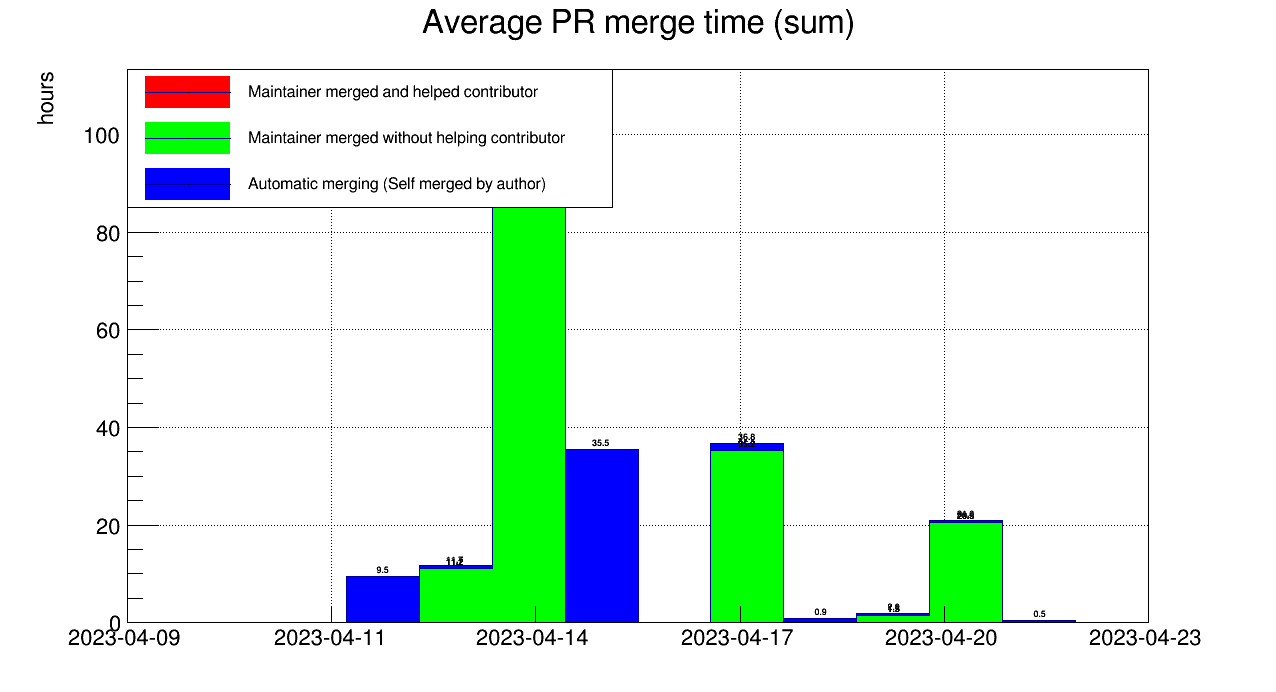 Average PR merge time (sum)
hours
Maintainer merged and helped contributor
Maintainer merged without helping contributor
Automatic merging (Self merged by author)
100
80
60
40
20
0
9.5
35.5
0.9
0.5
2023-04-09 2023-04-11 2023-04-14 2023-04-17 2023-04-20 2023-04-23